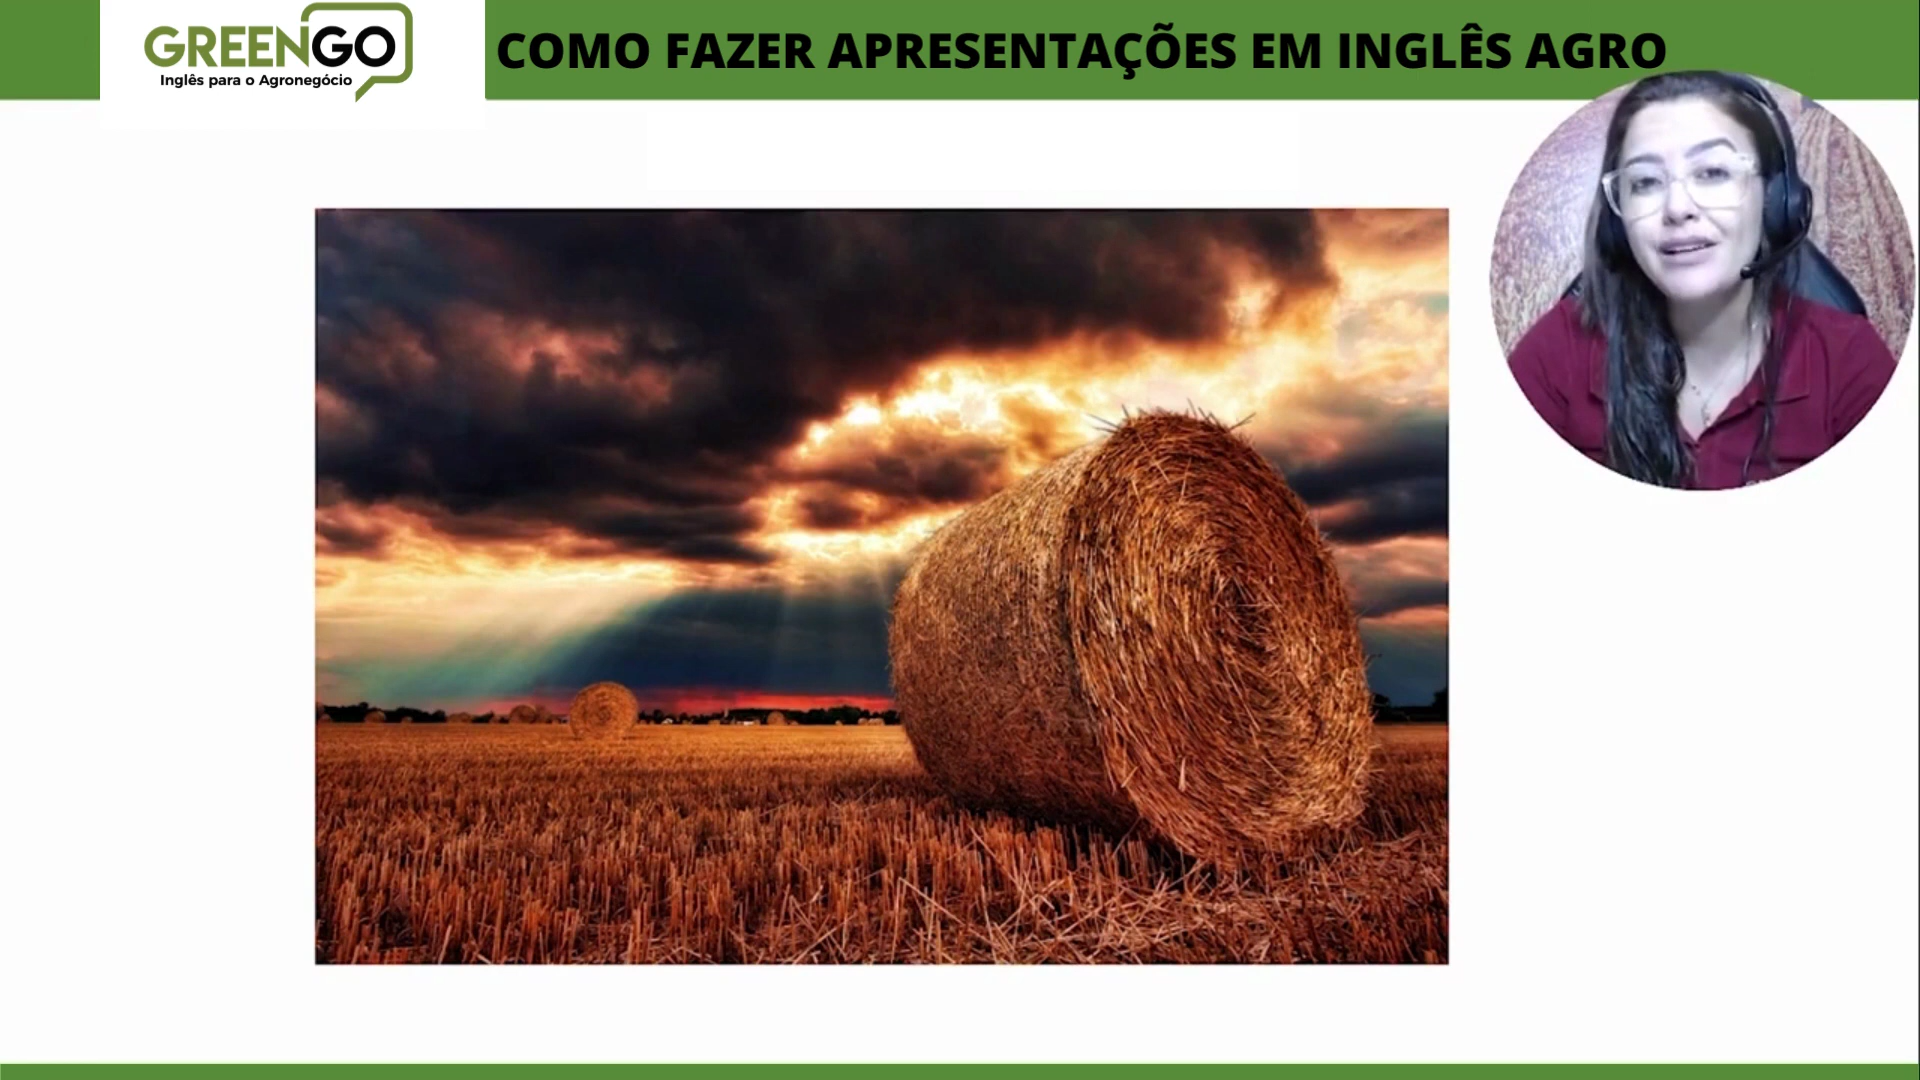 GREENGO
Inglês para o Agronegócio
COMO FAZER APRESENTAÇÕES EM INGLÊS AGRO